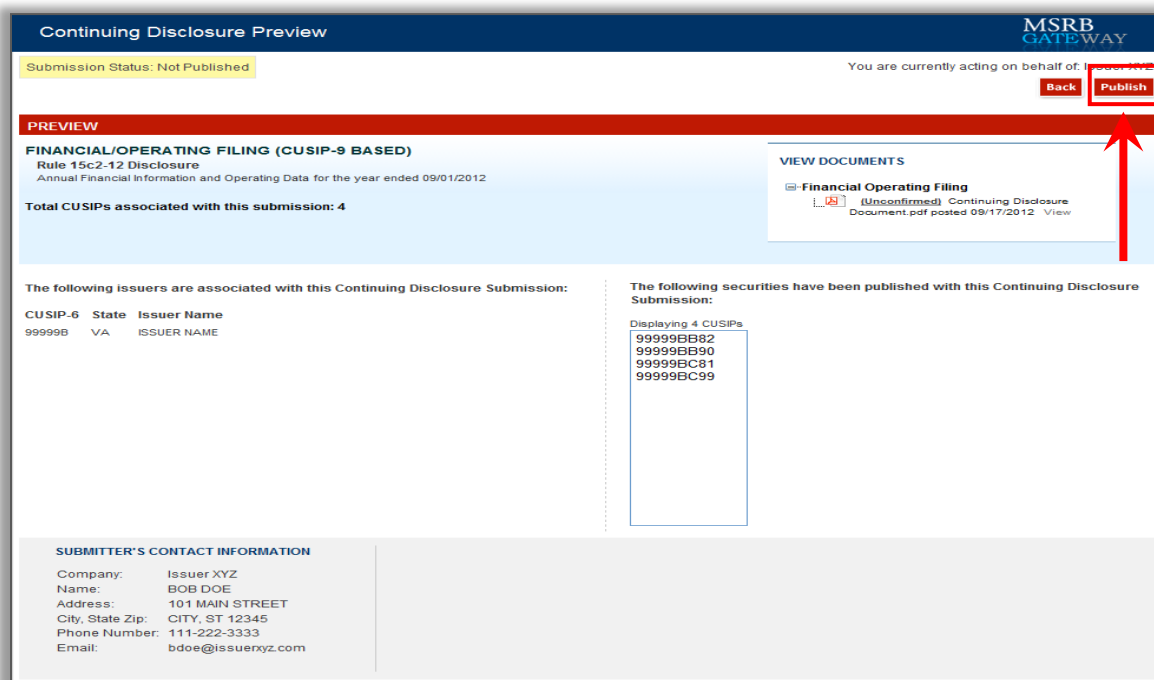 Continuing Disclosure Preview
MSRB
GATEWAY
Submission Status: Not Published
You are currently acting on behalf of: Issuer XYZ
Back
Publish
PREVIEW
FINANCIAL/OPERATING FILING (CUSIP-9 BASED)
Rule 15c2-12 Disclosure
Annual Financial Information and Operating Data for the year ended 09/01/2012
Total CUSIPs associated with this submission: 4
VIEW DOCUMENTS
Financial Operating Filing
(Unconfirmed) Continuing Disclosure
Document.pdf posted 09/17/2012 View
The following issuers are associated with this Continuing Disclosure Submission:
CUSIP-6 State Issuer Name
99999B VA ISSUER NAME
The following securities have been published with this Continuing Disclosure
Submission:
Displaying 4 CUSIPs
99999BB82
99999BB90
99999BC81
99999BC99
SUBMITTER'S CONTACT INFORMATION
Company: Issuer XYZ
Name: BOB DOE
Address: 101 MAIN STREET
City, State Zip: CITY, ST 12345
Phone Number: 111-222-3333
Email: bdoe@issuerxyz.com